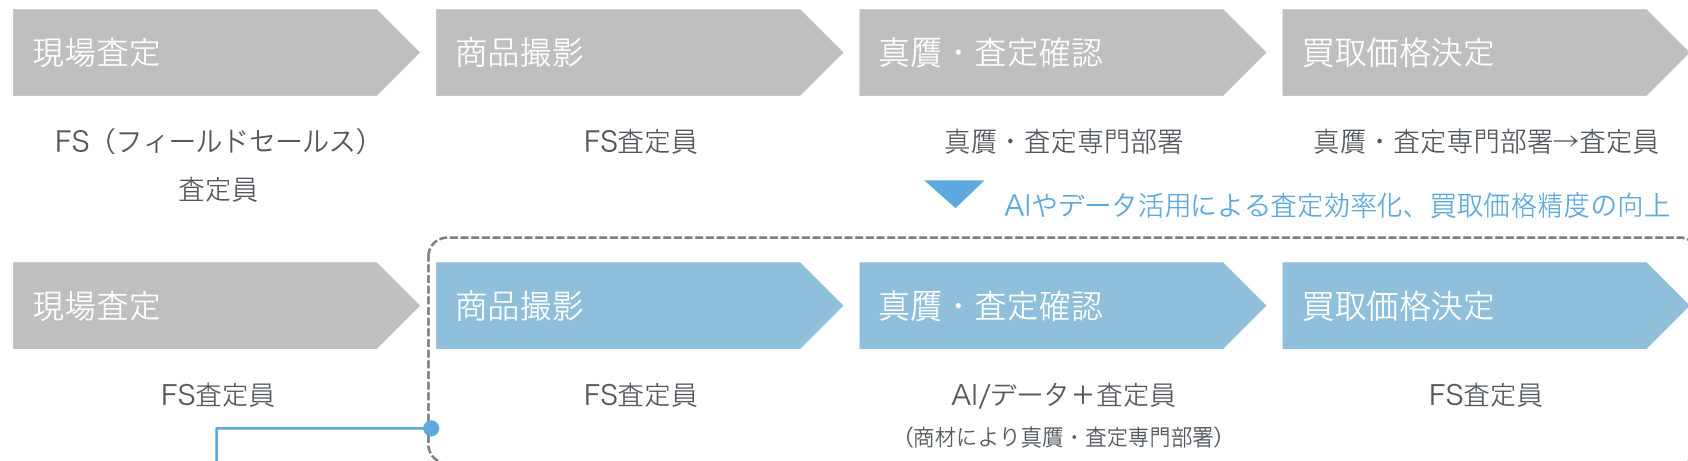 現場査定
商品撮影
真贋・査定確認
買取価格決定
FS（フィールドセールス）
査定員
FS査定員
真贋・査定専門部署
真贋・査定専門部署→査定員
AIやデータ活用による査定効率化、買取価格精度の向上
現場査定
商品撮影
真贋・査定確認
買取価格決定
FS査定員
FS査定員
AI/データ＋査定員
（商材により真贋・査定専門部署）
FS査定員